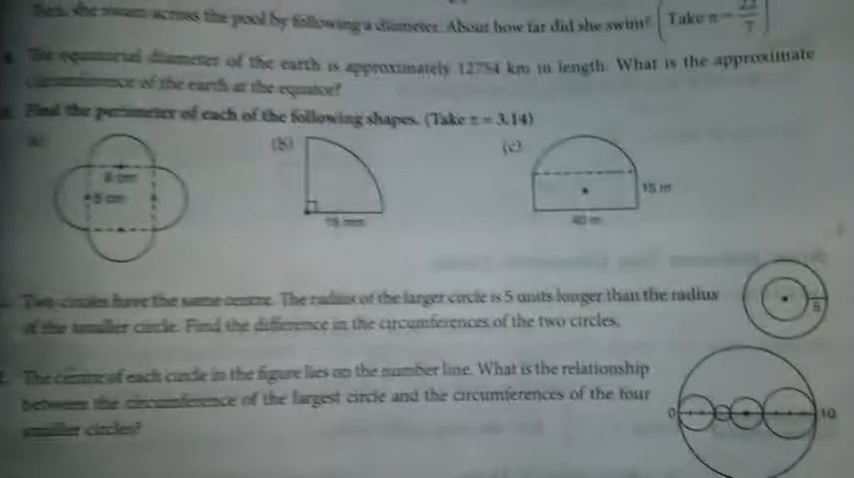 then, she swam across the pool by following a diameter. About how far did she swim? (Take π = 22/7)
The equatorial diameter of the earth is approximately 12754 km in length. What is the approximate
circumference of the earth at the equator?
Find the perimeter of each of the following shapes. (Take π = 3.14)
(b) (c)
8 cm
8 cm
15 m
40 m
Two circles have the same centre. The radius of the larger circle is 5 units longer than the radius
of the smaller circle. Find the difference in the circumferences of the two circles.
5
The centre of each circle in the figure lies on the number line. What is the relationship
between the circumference of the largest circle and the circumferences of the four
smaller circles?
0 10